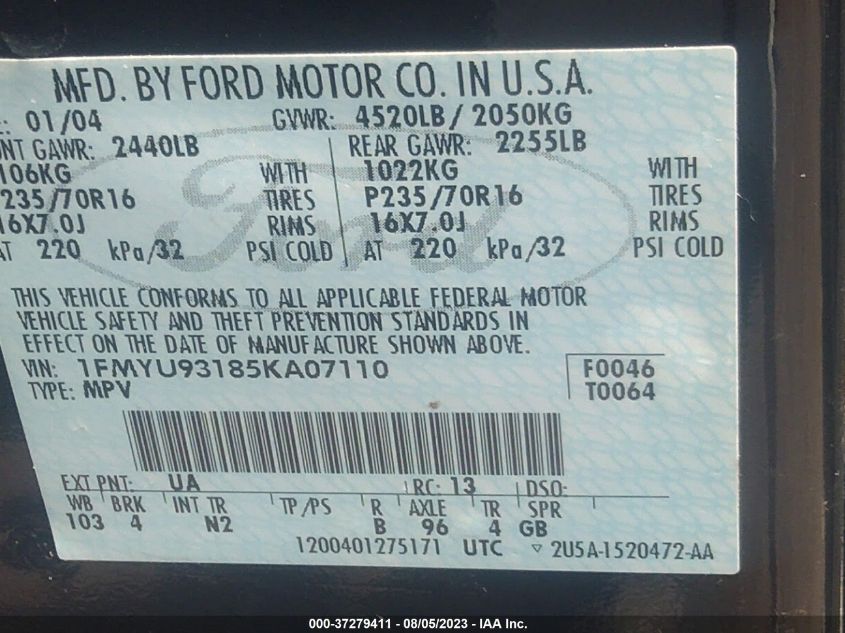 MFD. BY FORD MOTOR CO. IN U.S.A.
: 01/04 GVWR: 4520LB/ 2050KG
NT GAWR: 2440LB REAR GAWR: 2255LB
106KG WITH 1022KG WITH
P235/70R16 TIRES P235/70R16 TIRES
16X7.0J RIMS 16X7.0J RIMS
AT 220 kPa/32 PSI COLD AT 220 kPa/32 PSI COLD
Ford
THIS VEHICLE CONFORMS TO ALL APPLICABLE FEDERAL MOTOR
VEHICLE SAFETY AND THEFT PREVENTION STANDARDS IN
EFFECT ON THE DATE OF MANUFACTURE SHOWN ABOVE.
VIN: 1FMYU93185KA07110 F0046
TYPE: MPV T0064
EXT PNT: UA RC: 13 DSO:
WB BRK INT TR TP/PS R AXLE TR SPR
103 4 N2 B 96 4 GB
1200401275171 UTC ▽ 2U5A-1520472-AA
000-37279411 - 08/05/2023 - IAA Inc.